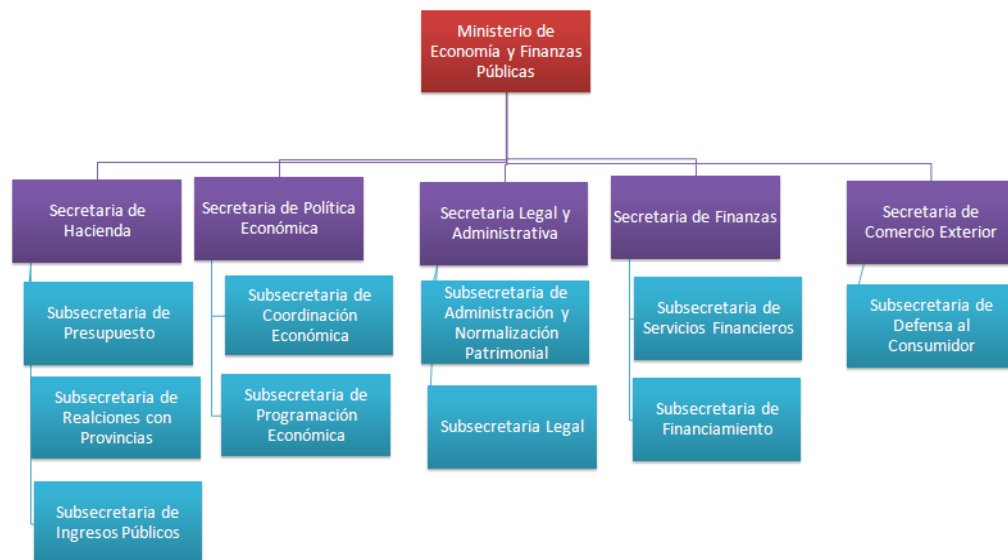 Ministerio de
Economía y Finanzas
Públicas
Secretaria de
Hacienda
Subsecretaria de
Presupuesto
Subsecretaria de
Realciones con
Provincias
Subsecretaria de
Ingresos Públicos
Secretaria de Política
Económica
Subsecretaria de
Coordinación
Económica
Subsecretaria de
Programación
Económica
Secretaria Legal y
Administrativa
Subsecretaria de
Administración y
Normalización
Patrimonial
Subsecretaria Legal
Secretaria de Finanzas
Subsecretaria de
Servicios Financieros
Subsecretaria de
Financiamiento
Secretaria de
Comercio Exterior
Subsecretaria de
Defensa al
Consumidor